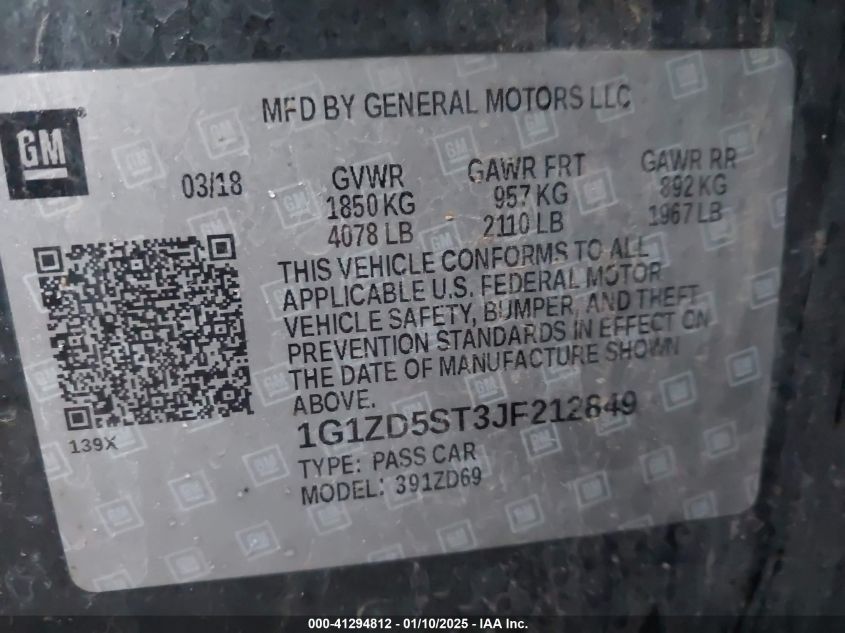 MFD BY GENERAL MOTORS LLC
GM
03/18
GVWR
1850 KG
4078 LB
GAWR FRT
957 KG
2110 LB
GAWR RR
892 KG
1967 LB
THIS VEHICLE CONFORMS TO ALL
APPLICABLE U.S. FEDERAL MOTOR
VEHICLE SAFETY, BUMPER, AND THEFT
PREVENTION STANDARDS IN EFFECT ON
THE DATE OF MANUFACTURE SHOWN
ABOVE.
139X
1G1ZD5ST3JF212849
TYPE: PASS CAR
MODEL: 391ZD69
000-41294812 - 01/10/2025 - IAA Inc.